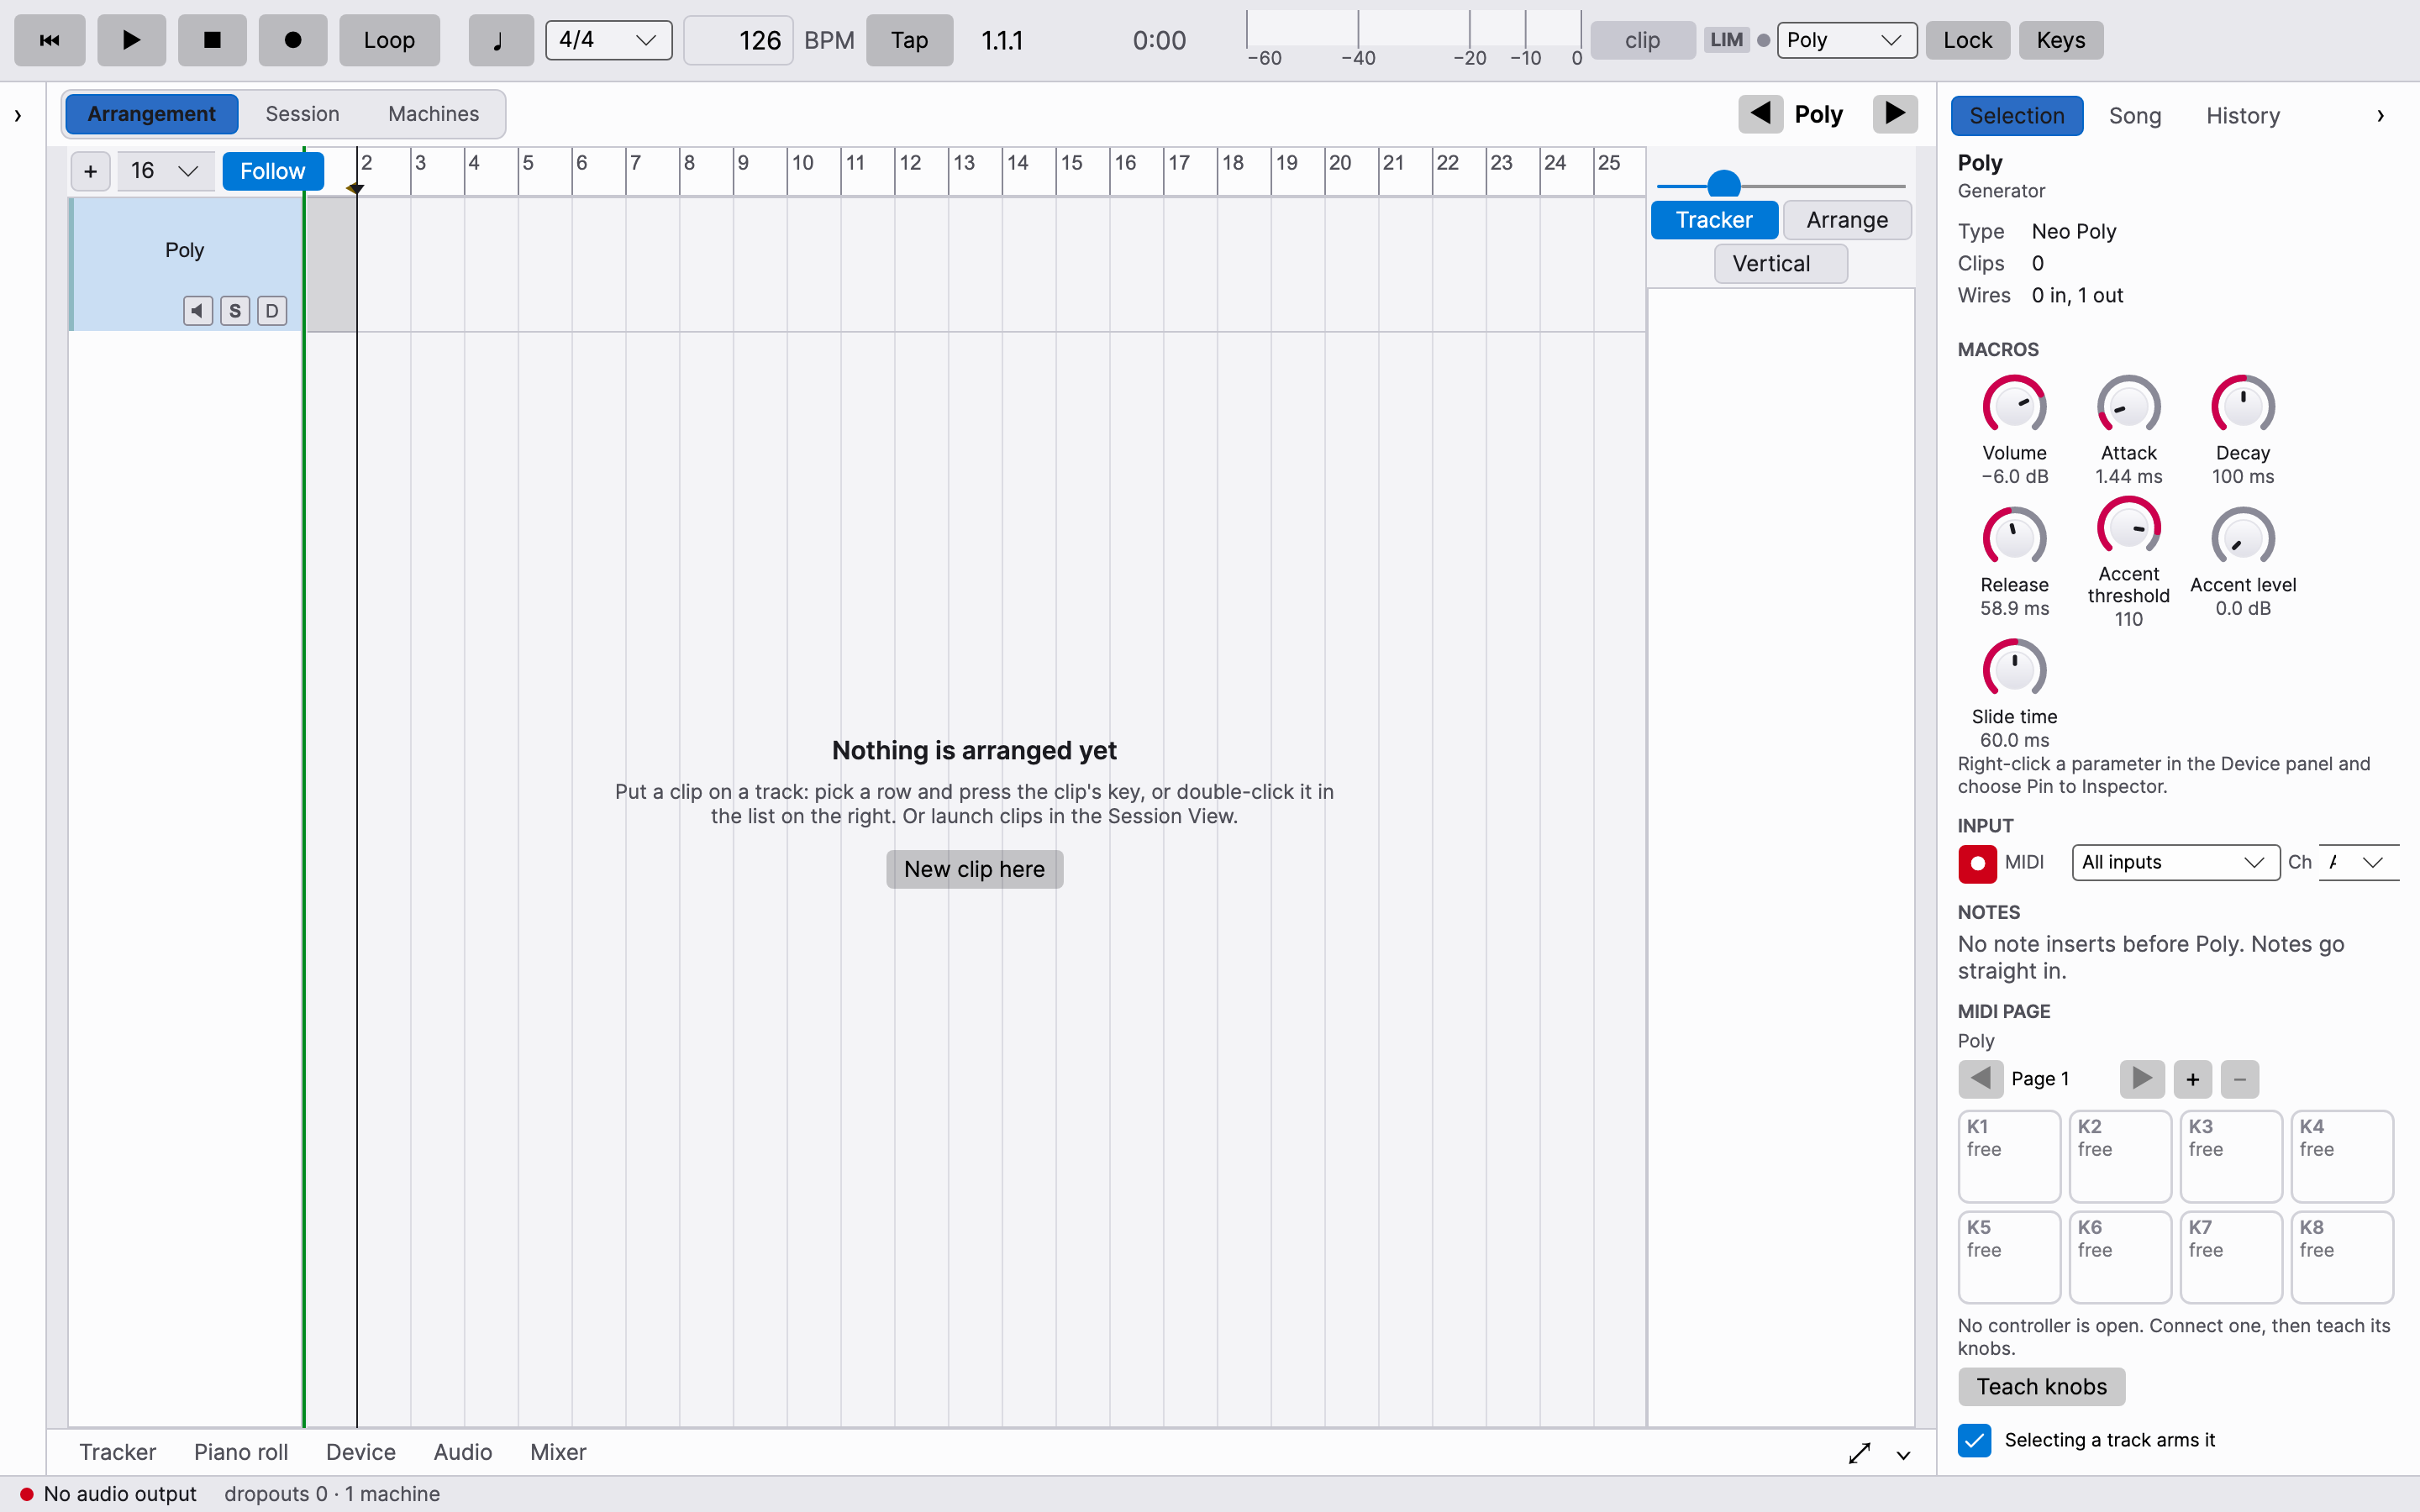 Loop
4/4
126
BPM
Tap
1.1.1
0:00
−60
−40
−20
−10
0
clip
LIM
Poly
Lock
Keys
Arrangement
Session
Machines
Poly
Selection
Song
History
+
16
Follow
2
3
4
5
6
7
8
9
10
11
12
13
14
15
16
17
18
19
20
21
22
23
24
25
Poly
S
D
Tracker
Arrange
Vertical
Nothing is arranged yet
Put a clip on a track: pick a row and press the clip's key, or double-click it in
the list on the right. Or launch clips in the Session View.
New clip here
Poly
Generator
Type Neo Poly
Clips 0
Wires 0 in, 1 out
MACROS
Volume
−6.0 dB
Attack
1.44 ms
Decay
100 ms
Release
58.9 ms
Accent
threshold
110
Accent level
0.0 dB
Slide time
60.0 ms
Right-click a parameter in the Device panel and
choose Pin to Inspector.
INPUT
MIDI
All inputs
Ch
NOTES
No note inserts before Poly. Notes go
straight in.
MIDI PAGE
Poly
Page 1
+
−
K1
free
K2
free
K3
free
K4
free
K5
free
K6
free
K7
free
K8
free
No controller is open. Connect one, then teach its
knobs.
Teach knobs
Selecting a track arms it
Tracker
Piano roll
Device
Audio
Mixer
No audio output
dropouts 0 · 1 machine